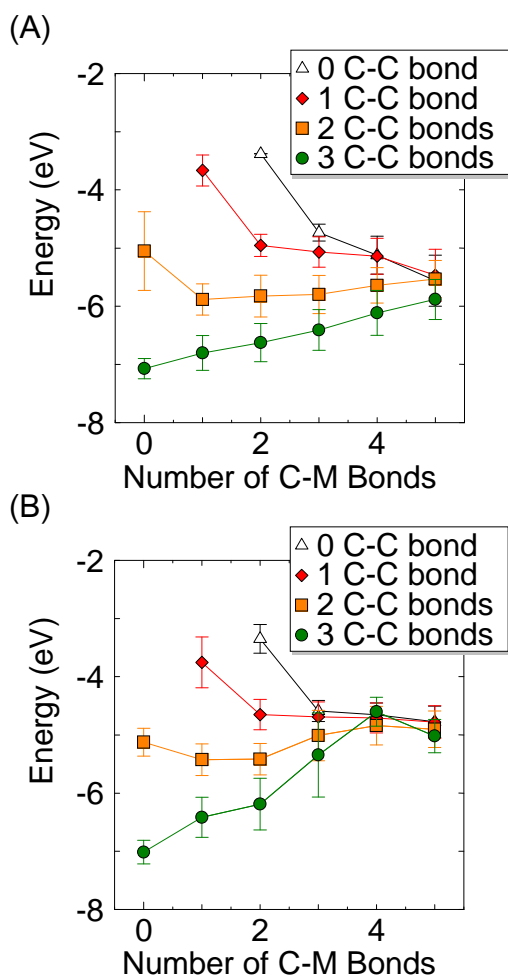 (A)
0 C-C bond
1 C-C bond
2 C-C bonds
3 C-C bonds
-2
-4
-6
-8
Energy (eV)
0 2 4
Number of C-M Bonds
(B)
0 C-C bond
1 C-C bond
2 C-C bonds
3 C-C bonds
-2
-4
-6
-8
Energy (eV)
0 2 4
Number of C-M Bonds